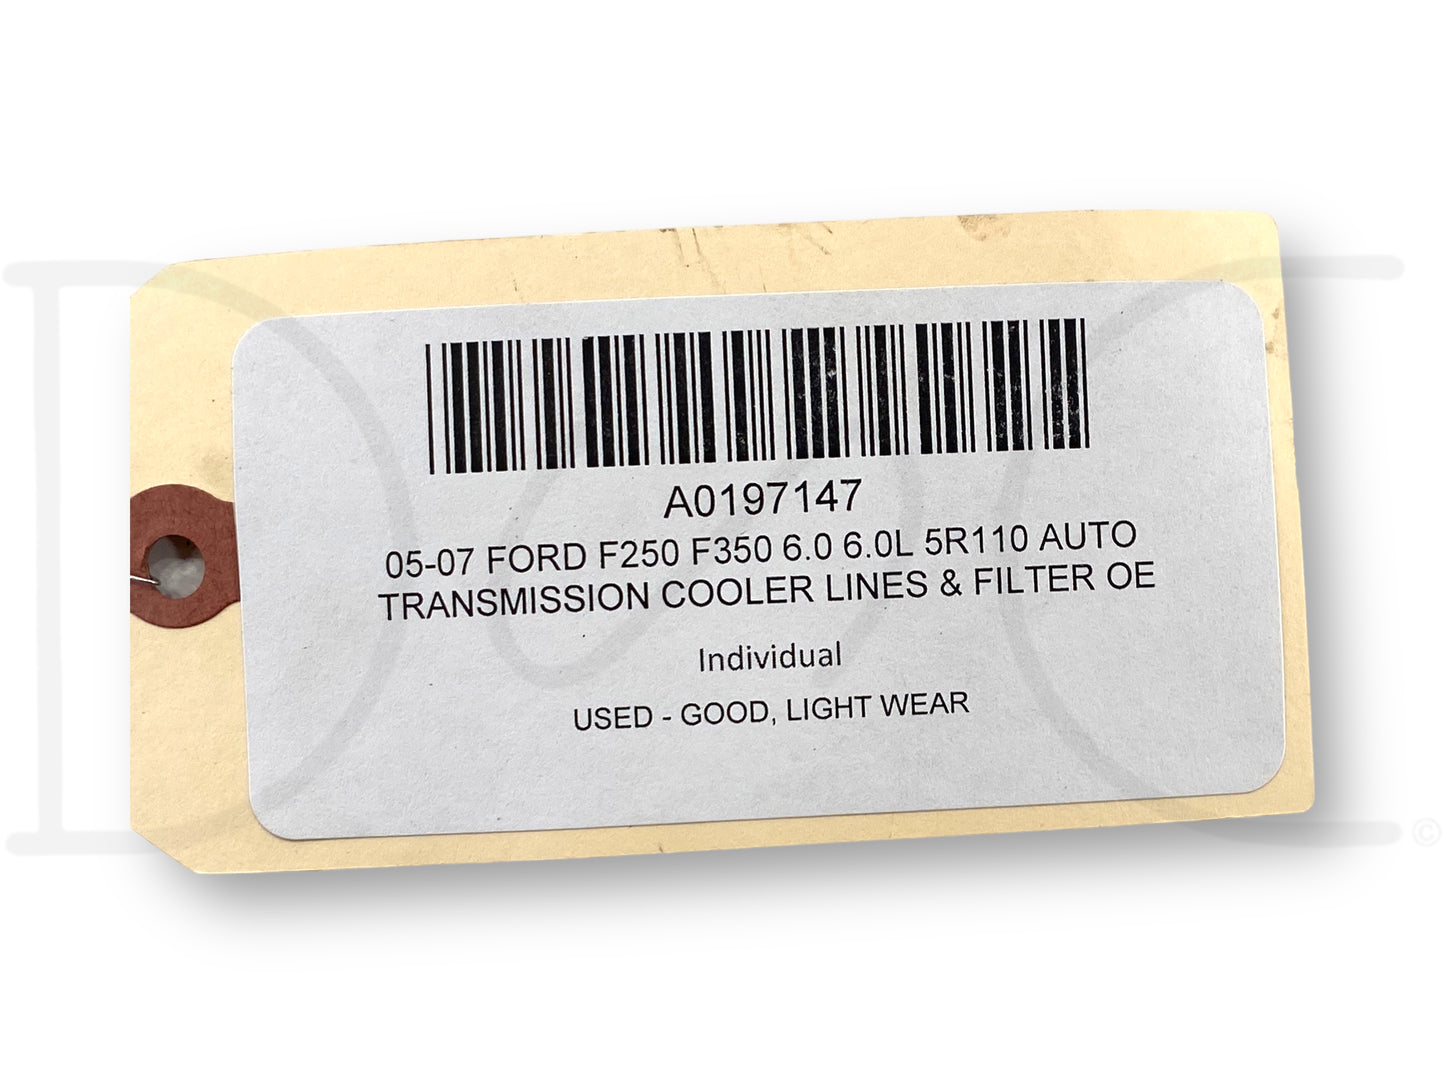 A0197147
05-07 FORD F250 F350 6.0 6.0L 5R110 AUTO
TRANSMISSION COOLER LINES & FILTER OE
Individual
USED - GOOD, LIGHT WEAR
©